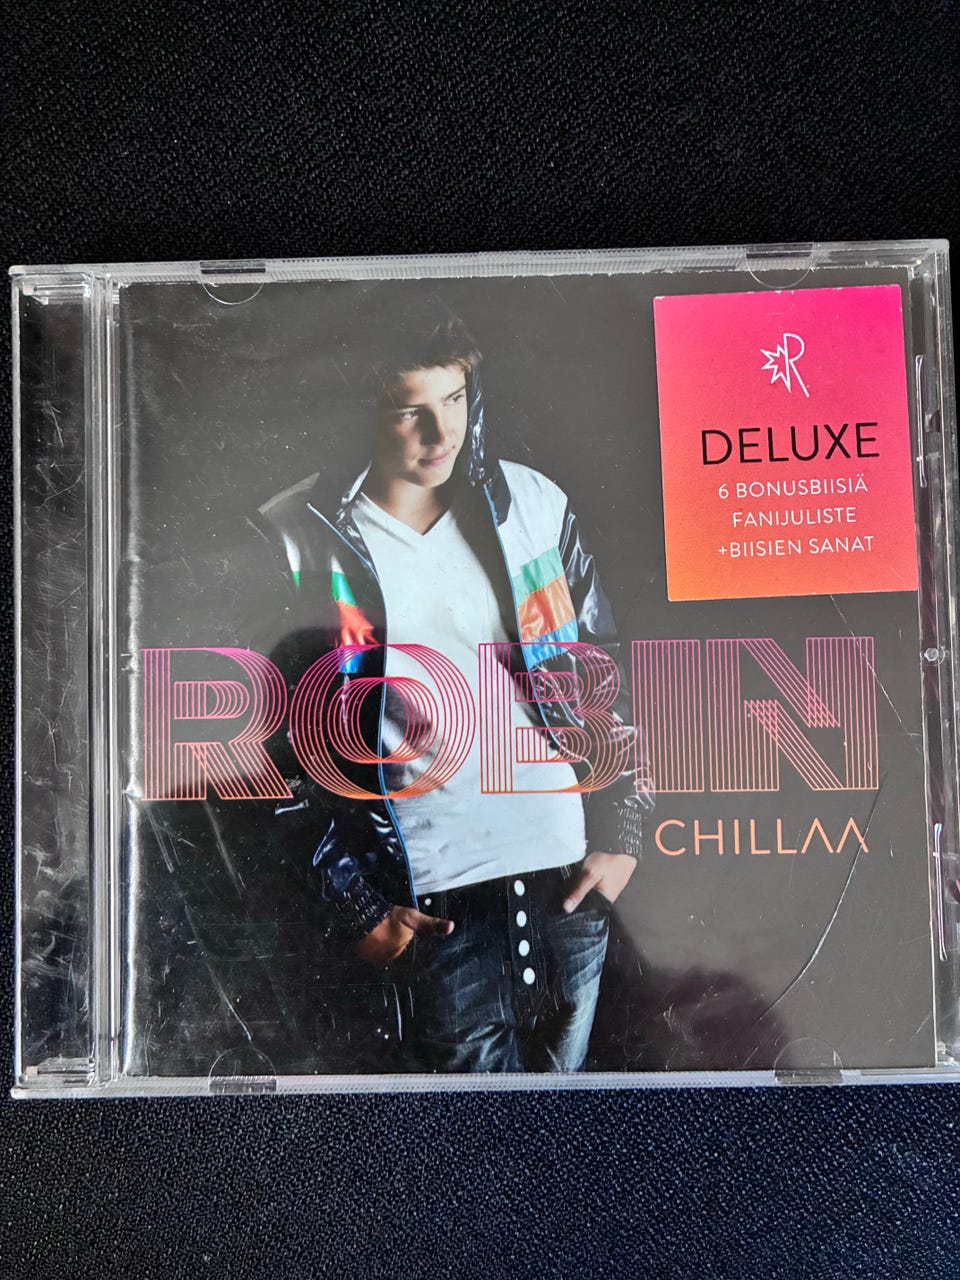 R
DELUXE
6 BONUSBIISIÄ
FANIJULISTE
+BIISIEN SANAT
ROBIN
CHILLAA